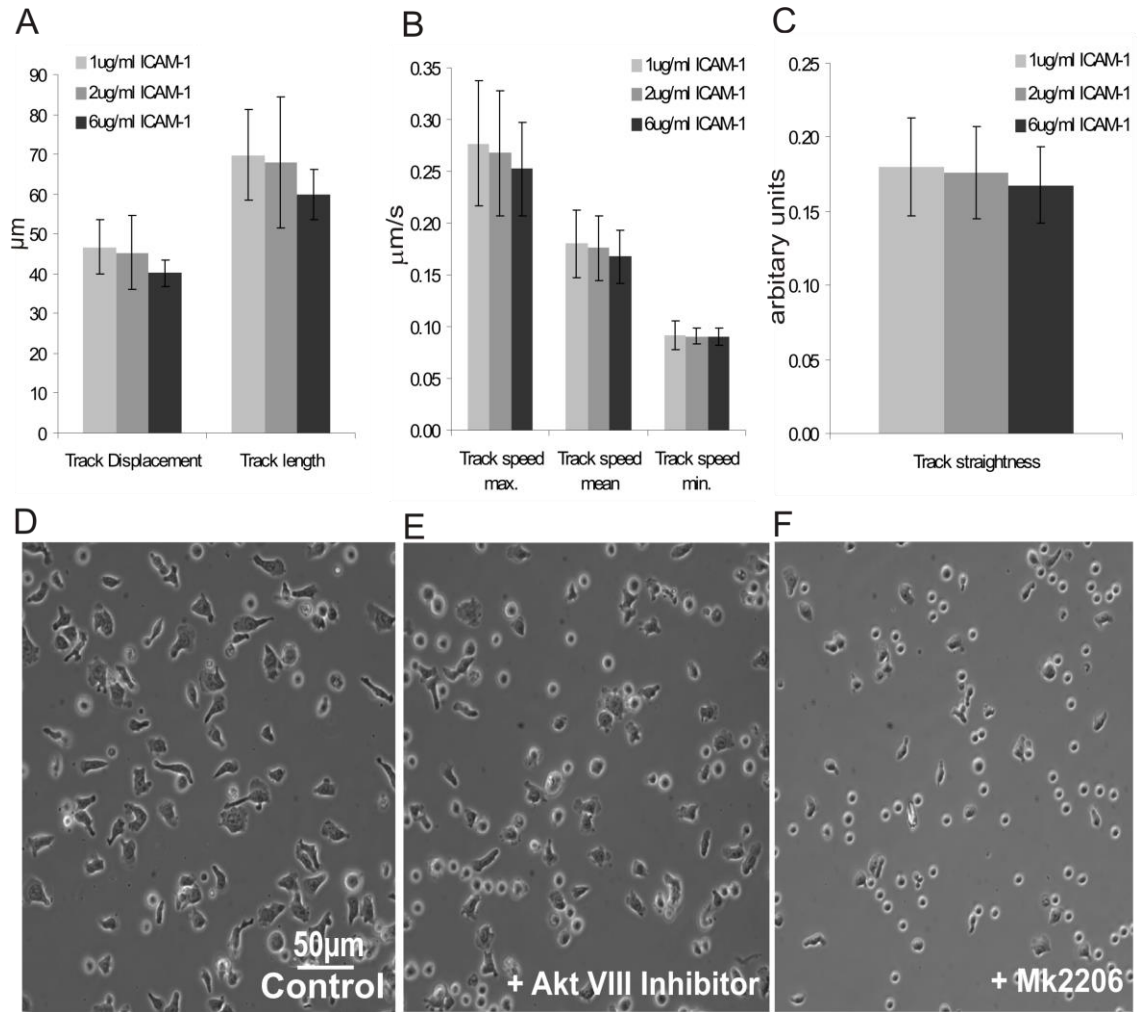 A
1ug/ml ICAM-1
2ug/ml ICAM-1
6ug/ml ICAM-1
90
80
70
60
50
40
30
20
10
0
µm
Track Displacement
Track length
B
1ug/ml ICAM-1
2ug/ml ICAM-1
6ug/ml ICAM-1
0.35
0.30
0.25
0.20
0.15
0.10
0.05
0.00
µm/s
Track speed
max.
Track speed
mean
Track speed
min.
C
1ug/ml ICAM-1
2ug/ml ICAM-1
6ug/ml ICAM-1
0.25
0.20
0.15
0.10
0.05
0.00
arbitary units
Track straightness
D
50µm
Control
E
+ Akt VIII Inhibitor
F
+ Mk2206